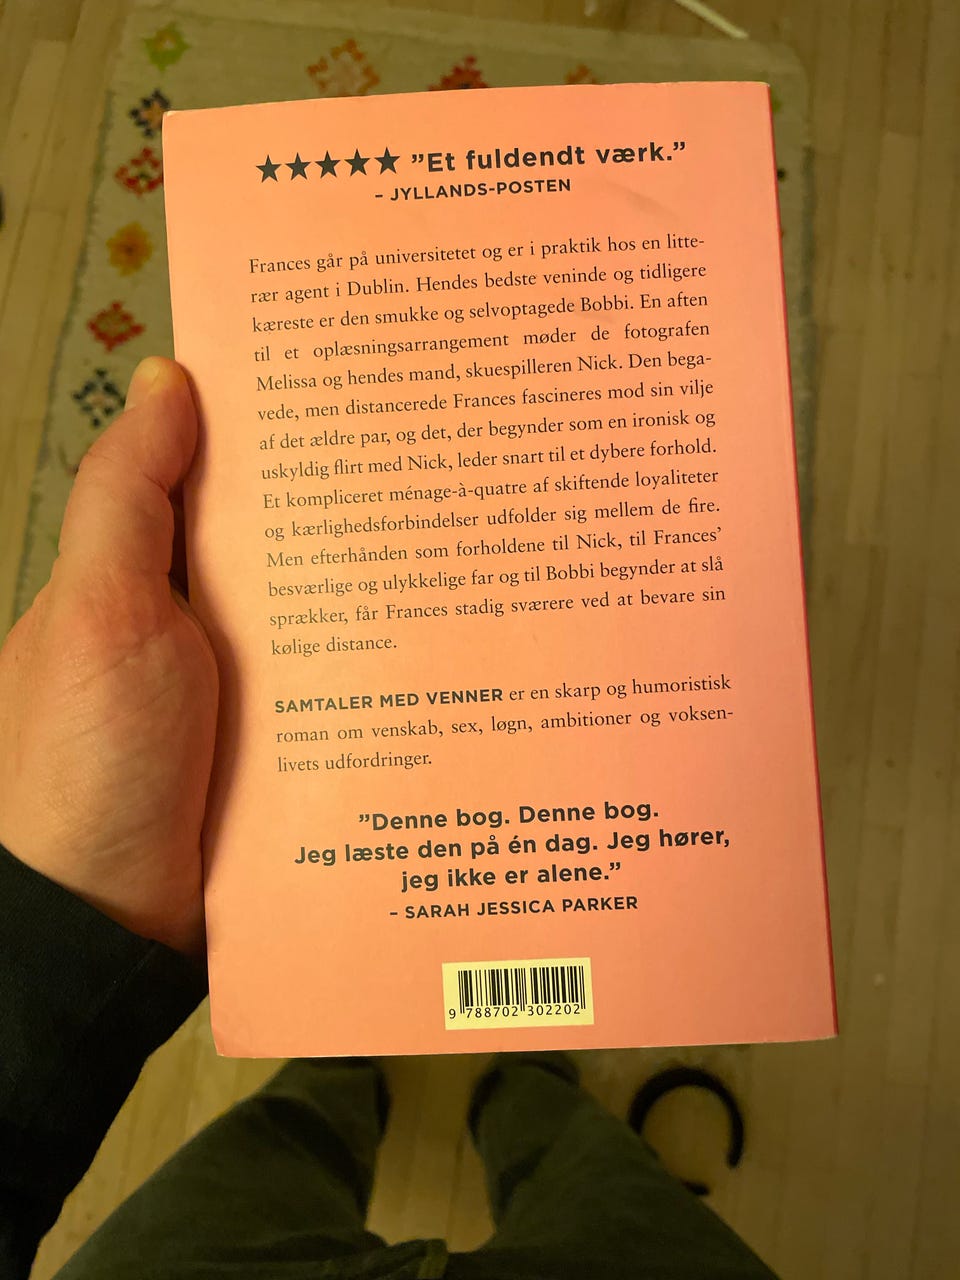 ★★★★★ ”Et fuldendt værk.”
– JYLLANDS-POSTEN
Frances går på universitetet og er i praktik hos en litte-
rær agent i Dublin. Hendes bedste veninde og tidligere
kæreste er den smukke og selvoptagede Bobbi. En aften
til et oplæsningsarrangement møder de fotografen
Melissa og hendes mand, skuespilleren Nick. Den bega-
vede, men distancerede Frances fascineres mod sin vilje
af det ældre par, og det, der begynder som en ironisk og
uskyldig flirt med Nick, leder snart til et dybere forhold.
Et kompliceret ménage-à-quatre af skiftende loyaliteter
og kærlighedsforbindelser udfolder sig mellem de fire.
Men efterhånden som forholdene til Nick, til Frances’
besværlige og ulykkelige far og til Bobbi begynder at slå
sprækker, får Frances stadig sværere ved at bevare sin
kølige distance.
SAMTALER MED VENNER er en skarp og humoristisk
roman om venskab, sex, løgn, ambitioner og voksen-
livets udfordringer.
”Denne bog. Denne bog.
Jeg læste den på én dag. Jeg hører,
jeg ikke er alene.”
– SARAH JESSICA PARKER
9 788702 302202